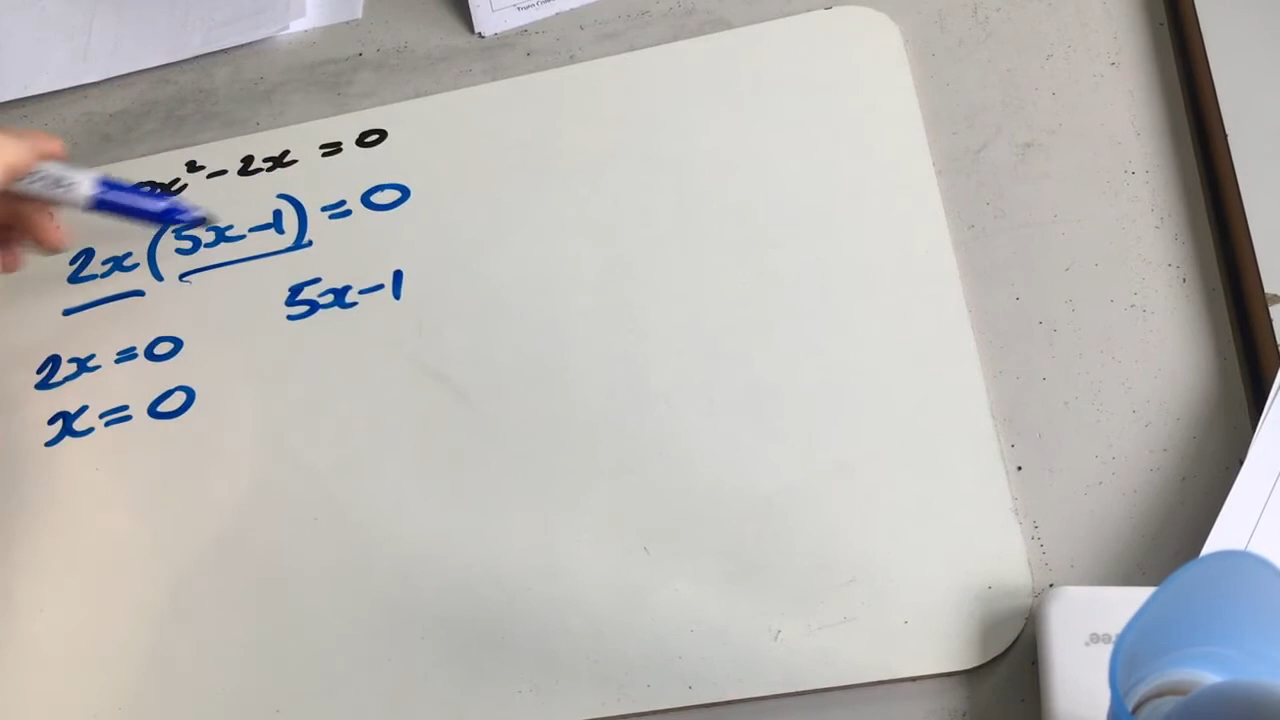 x² - 2x = 0
2x (5x - 1) = 0
5x - 1
2x = 0
x = 0